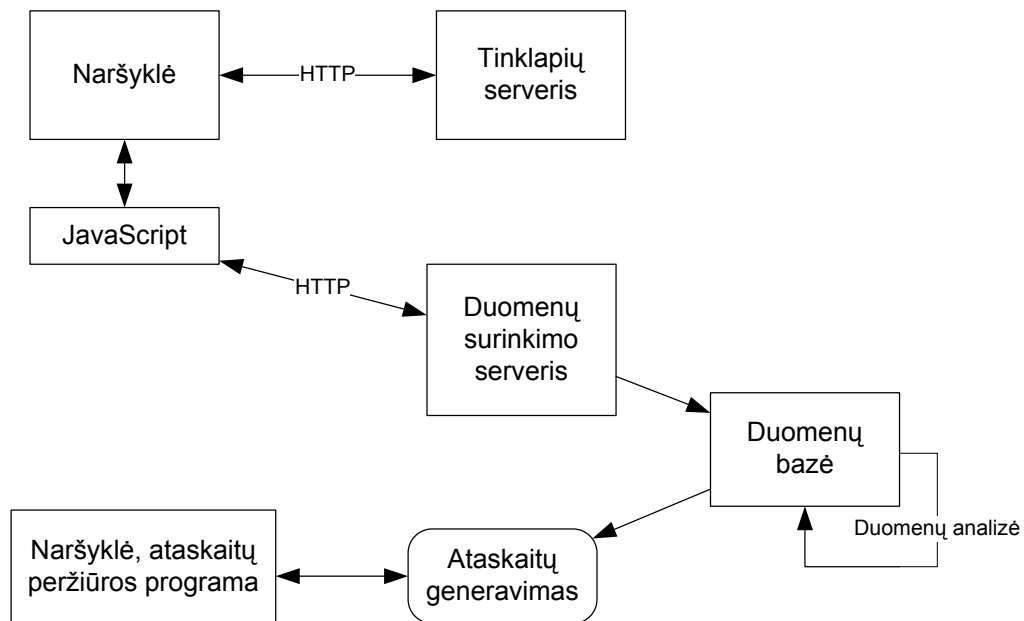 Naršyklė
HTTP
Tinklapių
serveris
JavaScript
HTTP
Duomenų
surinkimo
serveris
Duomenų
bazė
Duomenų analizė
Naršyklė, ataskaitų
peržiūros programa
Ataskaitų
generavimas